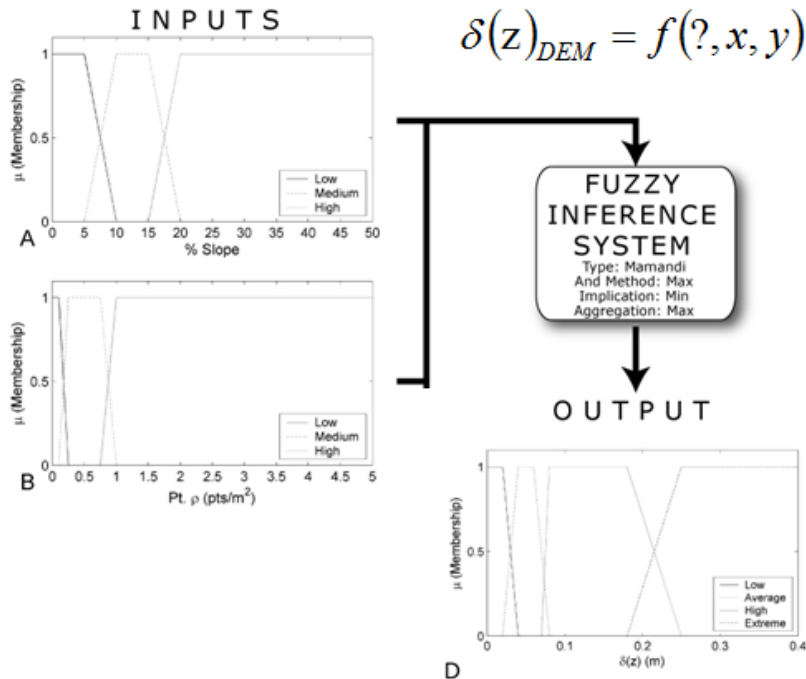 INPUTS
δ(z)DEM = f(?, x, y)
1
0.5
0
μ (Membership)
Low
Medium
High
0 5 10 15 20 25 30 35 40 45 50
% Slope
A
FUZZY
INFERENCE
SYSTEM
Type: Mamandi
And Method: Max
Implication: Min
Aggregation: Max
1
0.5
0
μ (Membership)
Low
Medium
High
0 0.5 1 1.5 2 2.5 3 3.5 4 4.5 5
Pt. ρ (pts/m²)
B
OUTPUT
1
0.5
0
μ (Membership)
Low
Average
High
Extreme
0 0.1 0.2 0.3 0.4
δ(z) (m)
D